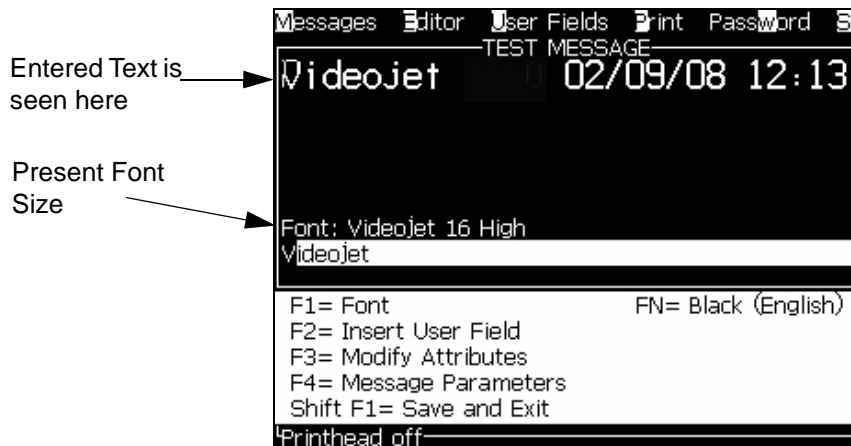 Messages Editor User Fields Print Password S
TEST MESSAGE
Entered Text is
seen here
Videojet 0 02/09/08 12:13
Present Font
Size
Font: Videojet 16 High
Videojet
F1= Font FN= Black (English)
F2= Insert User Field
F3= Modify Attributes
F4= Message Parameters
Shift F1= Save and Exit
Printhead off